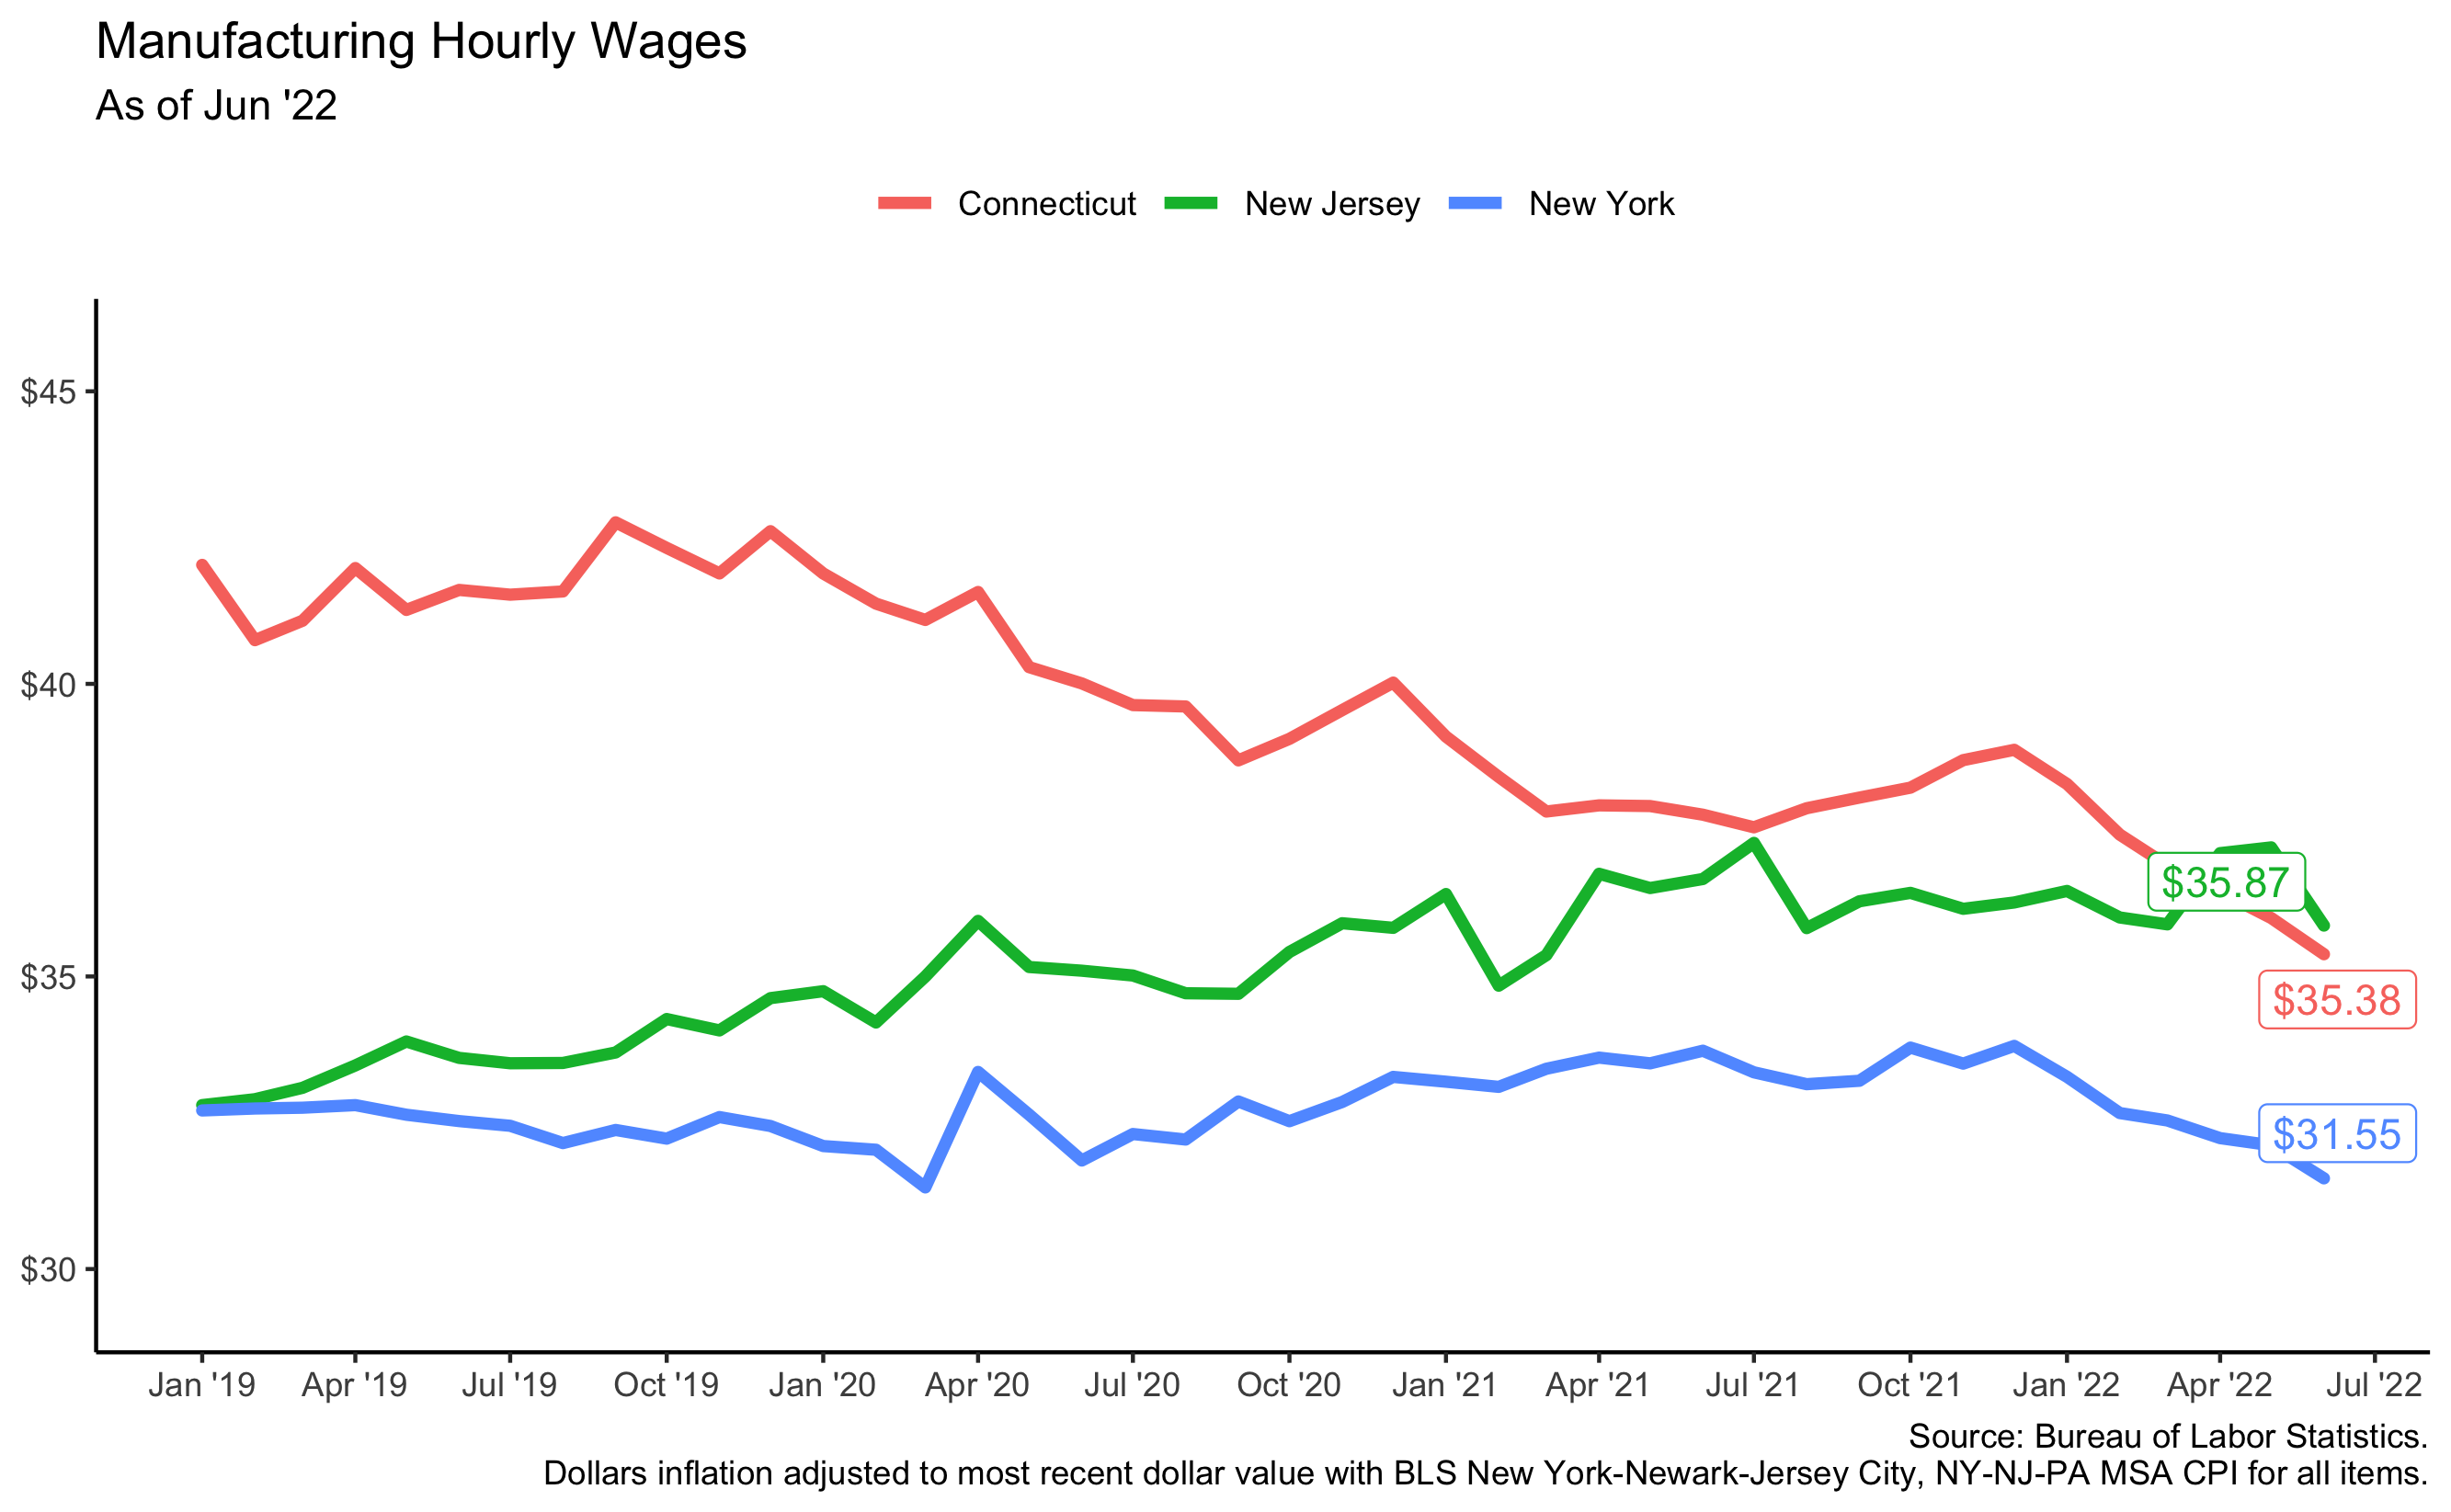 Manufacturing Hourly Wages
As of Jun '22
Connecticut New Jersey New York
$45
$40
$35
$30
$35.87
$35.38
$31.55
Jan '19 Apr '19 Jul '19 Oct '19 Jan '20 Apr '20 Jul '20 Oct '20 Jan '21 Apr '21 Jul '21 Oct '21 Jan '22 Apr '22 Jul '22
Source: Bureau of Labor Statistics.
Dollars inflation adjusted to most recent dollar value with BLS New York-Newark-Jersey City, NY-NJ-PA MSA CPI for all items.